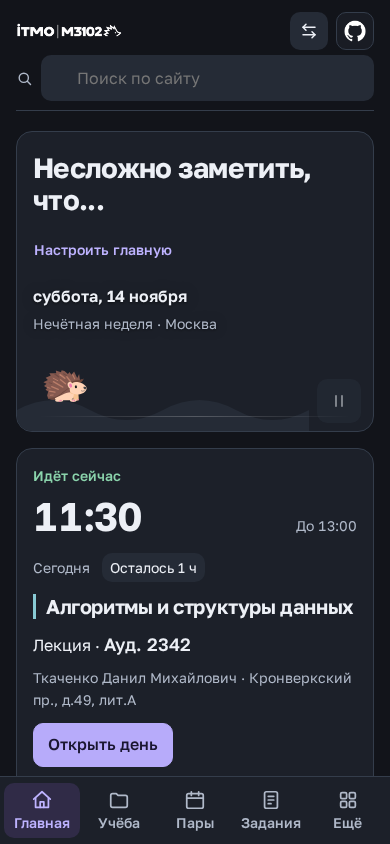 ITMO | M3102
Поиск по сайту
Несложно заметить,
что...
Настроить главную
суббота, 14 ноября
Нечётная неделя · Москва
Идёт сейчас
11:30
До 13:00
Сегодня
Осталось 1 ч
Алгоритмы и структуры данных
Лекция · Ауд. 2342
Ткаченко Данил Михайлович · Кронверкский
пр., д.49, лит.А
Открыть день
Главная
Учёба
Пары
Задания
Ещё